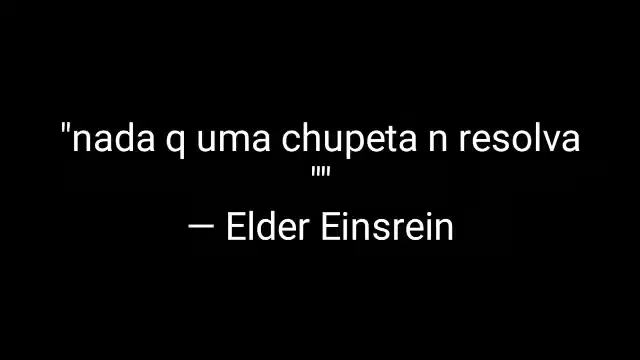 "nada q uma chupeta n resolva
""
— Elder Einsrein